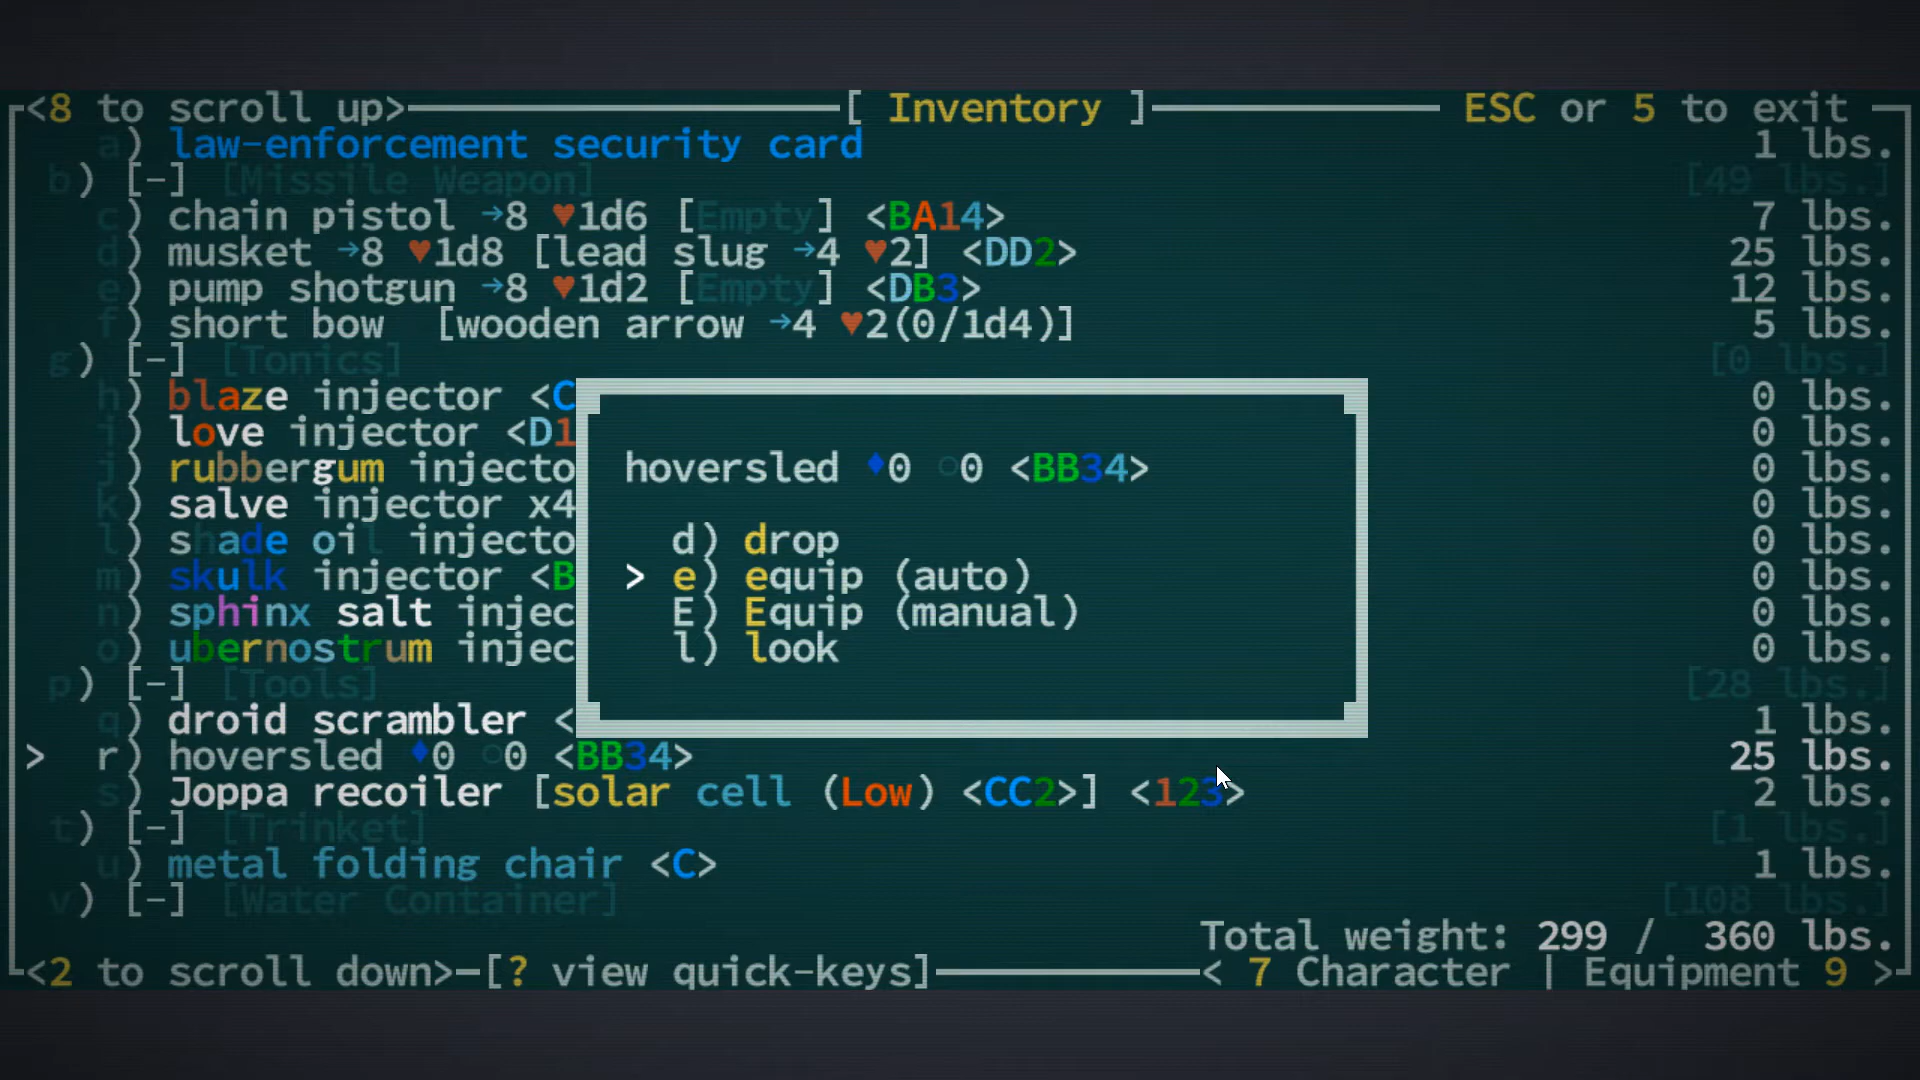 <8 to scroll up> [ Inventory ] ESC or 5 to exit
a) law-enforcement security card 1 lbs.
b) [-] [Missile Weapon] [49 lbs.]
c) chain pistol →8 ♥1d6 [Empty] <BA14> 7 lbs.
d) musket →8 ♥1d8 [lead slug →4 ♥2] <DD2> 25 lbs.
e) pump shotgun →8 ♥1d2 [Empty] <DB3> 12 lbs.
f) short bow [wooden arrow →4 ♥2(0/1d4)] 5 lbs.
g) [-] [Tonics] [0 lbs.]
h) blaze injector <C 0 lbs.
i) love injector <D1 0 lbs.
j) rubbergum injecto 0 lbs.
k) salve injector x4 0 lbs.
l) shade oil injecto 0 lbs.
m) skulk injector <B 0 lbs.
n) sphinx salt injec 0 lbs.
o) ubernostrum injec 0 lbs.
p) [-] [Tools] [28 lbs.]
q) droid scrambler < 1 lbs.
> r) hoversled ♦0 ○0 <BB34> 25 lbs.
s) Joppa recoiler [solar cell (Low) <CC2>] <123> 2 lbs.
t) [-] [Trinket] [1 lbs.]
u) metal folding chair <C> 1 lbs.
v) [-] [Water Container] [108 lbs.]
Total weight: 299 / 360 lbs.
<2 to scroll down> [? view quick-keys] < 7 Character | Equipment 9 >
hoversled ♦0 ○0 <BB34>
d) drop
> e) equip (auto)
E) Equip (manual)
l) look